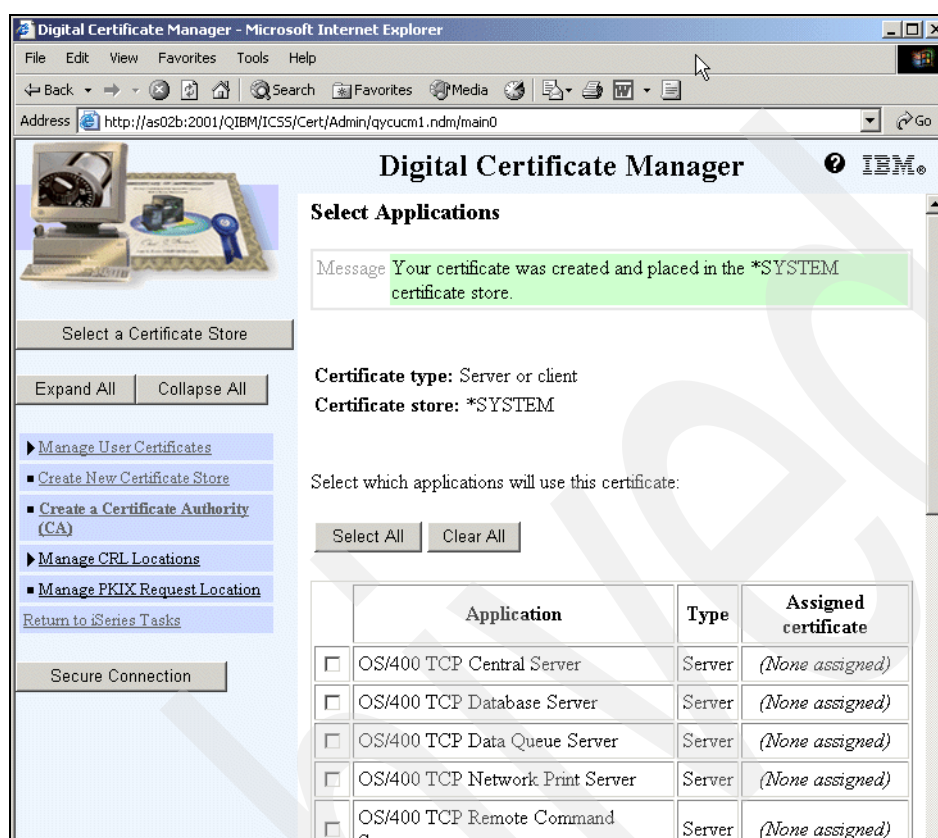 Digital Certificate Manager - Microsoft Internet Explorer
File Edit View Favorites Tools Help
Back Search Favorites Media
Address http://as02b:2001/QIBM/ICSS/Cert/Admin/qycucm1.ndm/main0 Go
Digital Certificate Manager
IBM®
Select Applications
Message Your certificate was created and placed in the *SYSTEM
certificate store.
Select a Certificate Store
Expand All Collapse All
Certificate type: Server or client
Certificate store: *SYSTEM
Manage User Certificates
Create New Certificate Store
Create a Certificate Authority
(CA)
Manage CRL Locations
Manage PKIX Request Location
Return to iSeries Tasks
Secure Connection
Select which applications will use this certificate:
Select All Clear All
Application Type Assigned
certificate
OS/400 TCP Central Server Server (None assigned)
OS/400 TCP Database Server Server (None assigned)
OS/400 TCP Data Queue Server Server (None assigned)
OS/400 TCP Network Print Server Server (None assigned)
OS/400 TCP Remote Command
Server (None assigned)